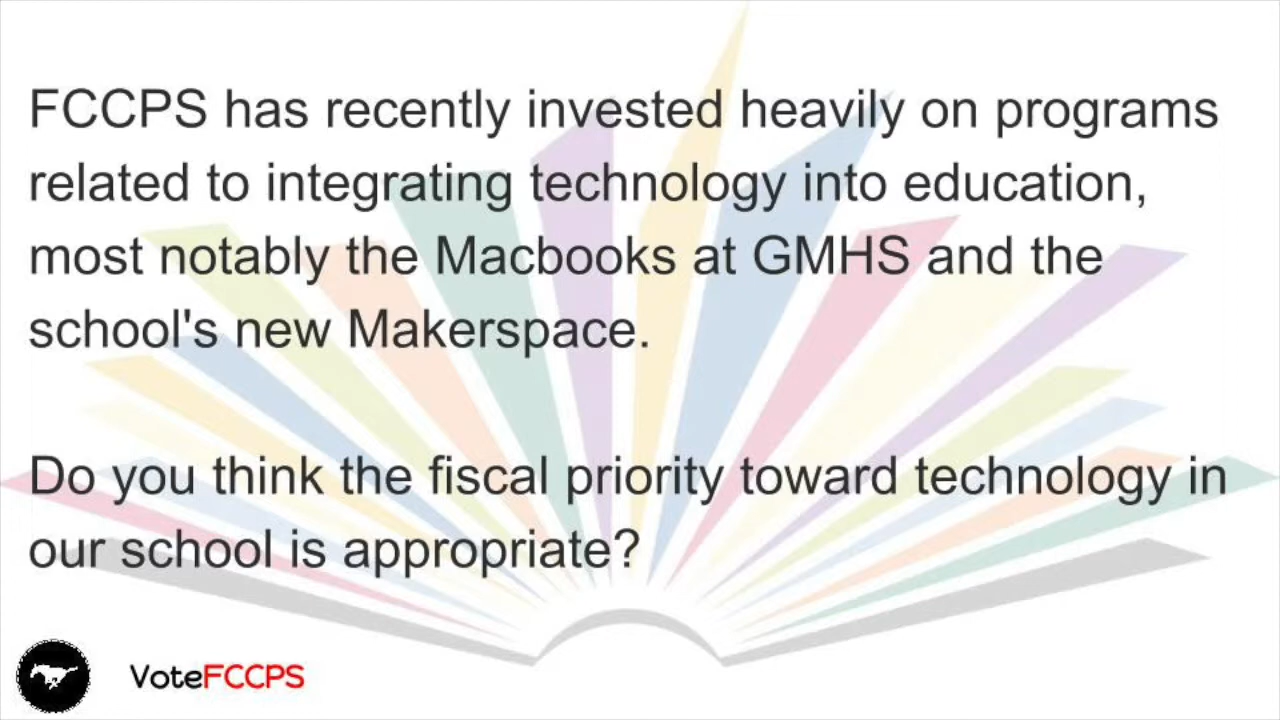 FCCPS has recently invested heavily on programs
related to integrating technology into education,
most notably the Macbooks at GMHS and the
school's new Makerspace.
Do you think the fiscal priority toward technology in
our school is appropriate?
VoteFCCPS